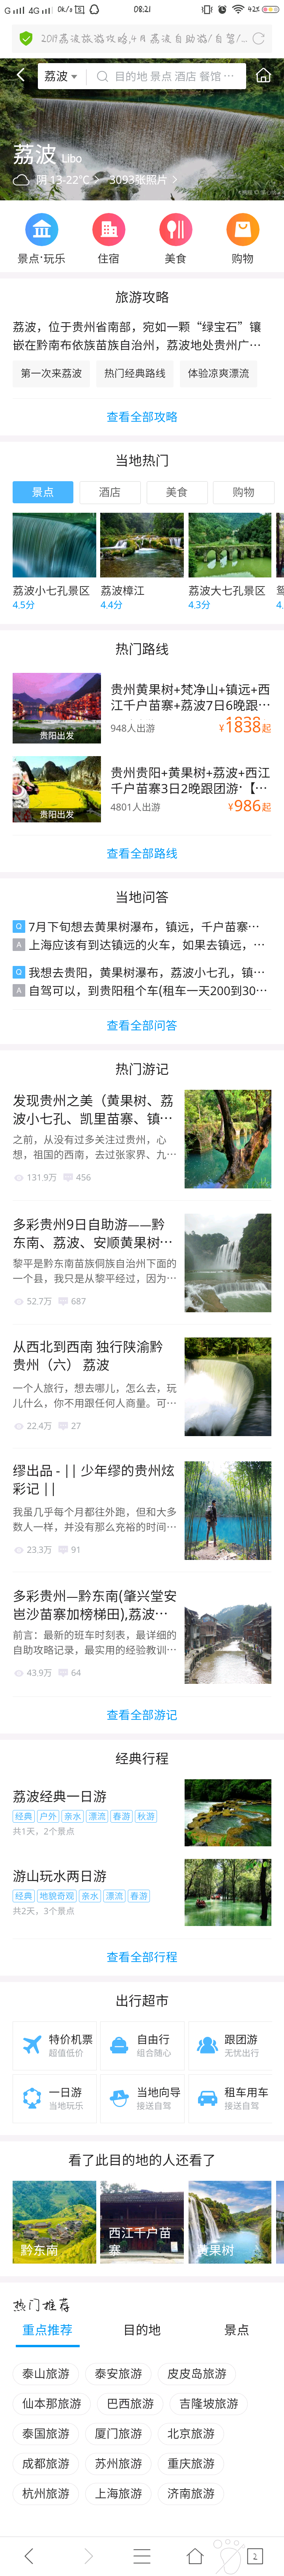 G 4G 0k/s 08:21 42%
2019荔波旅游攻略,4月荔波自助游/自驾/…
荔波 目的地 景点 酒店 餐馆 …
荔波 Libo
阴 13-22℃ 3093张照片
景点·玩乐 住宿 美食 购物
旅游攻略
荔波，位于贵州省南部，宛如一颗“绿宝石”镶
嵌在黔南布依族苗族自治州，荔波地处贵州广…
第一次来荔波 热门经典路线 体验凉爽漂流
查看全部攻略
当地热门
景点 酒店 美食 购物
荔波小七孔景区 荔波樟江 荔波大七孔景区
4.5分 4.4分 4.3分 4
贵州黄果树+梵净山+镇远+西
热门路线
江千户苗寨+荔波7日6晚跟…
贵阳出发
948人出游 ¥1838起
贵州贵阳+黄果树+荔波+西江
千户苗寨3日2晚跟团游·【…
贵阳出发
4801人出游 ¥986起
查看全部路线
当地问答
Q 7月下旬想去黄果树瀑布，镇远，千户苗寨…
A 上海应该有到达镇远的火车，如果去镇远，…
Q 我想去贵阳，黄果树瀑布，荔波小七孔，镇…
A 自驾可以，到贵阳租个车(租车一天200到30…
查看全部问答
热门游记
发现贵州之美（黄果树、荔
波小七孔、凯里苗寨、镇…
之前，从没有过多关注过贵州，心
想，祖国的西南，去过张家界、九…
131.9万 456
多彩贵州9日自助游——黔
东南、荔波、安顺黄果树…
黎平是黔东南苗族侗族自治州下面的
一个县，我只是从黎平经过，因为…
52.7万 687
从西北到西南 独行陕渝黔
贵州（六） 荔波
一个人旅行，想去哪儿，怎么去，玩
儿什么，你不用跟任何人商量。可…
22.4万 27
缪出品 - || 少年缪的贵州炫
彩记 ||
我虽几乎每个月都往外跑，但和大多
数人一样，并没有那么充裕的时间…
23.3万 91
多彩贵州—黔东南(肇兴堂安
岜沙苗寨加榜梯田),荔波…
前言：最新的班车时刻表，最详细的
自助攻略记录，最实用的经验教训…
43.9万 64
查看全部游记
经典行程
荔波经典一日游
经典 户外 亲水 漂流 春游 秋游
共1天，2个景点
游山玩水两日游
经典 地貌奇观 亲水 漂流 春游
共2天，3个景点
查看全部行程
出行超市
特价机票 自由行 跟团游
超值低价 组合随心 无忧出行
一日游 当地向导 租车用车
当地玩乐 接送自驾 接送自驾
看了此目的地的人还看了
黔东南 西江千户苗寨 黄果树
热门推荐
重点推荐 目的地 景点
泰山旅游 泰安旅游 皮皮岛旅游
仙本那旅游 巴西旅游 吉隆坡旅游
泰国旅游 厦门旅游 北京旅游
成都旅游 苏州旅游 重庆旅游
杭州旅游 上海旅游 济南旅游
2